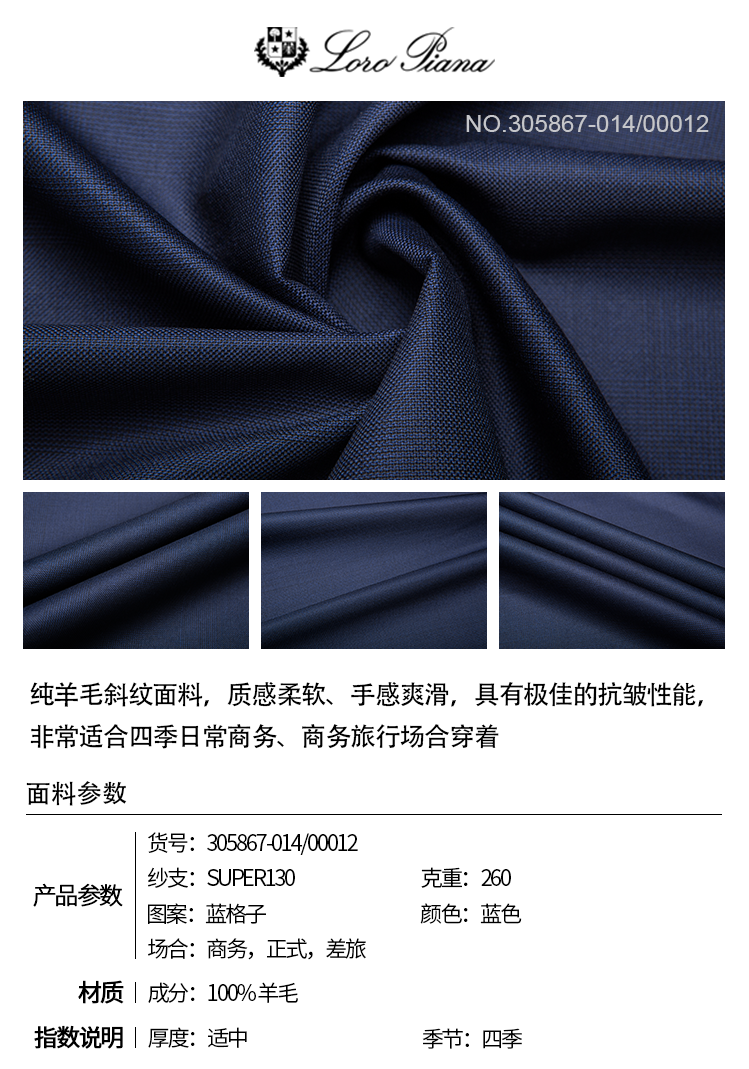 Loro Piana
NO.305867-014/00012
纯羊毛斜纹面料，质感柔软、手感爽滑，具有极佳的抗皱性能，
非常适合四季日常商务、商务旅行场合穿着
面料参数
产品参数
货号：305867-014/00012
纱支：SUPER130 克重：260
图案：蓝格子 颜色：蓝色
场合：商务，正式，差旅
材质 成分：100%羊毛
指数说明 厚度：适中 季节：四季